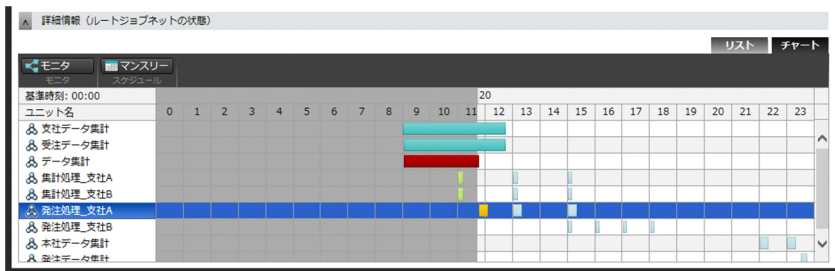 ∧ 詳細情報（ルートジョブネットの状態）
リスト チャート
モニタ マンスリー
モニタ スケジュール
基準時刻: 00:00 20
ユニット名 0 1 2 3 4 5 6 7 8 9 10 11 12 13 14 15 16 17 18 19 20 21 22 23
支社データ集計
受注データ集計
データ集計
集計処理_支社A
集計処理_支社B
発注処理_支社A
発注処理_支社B
本社データ集計
発注データ集計